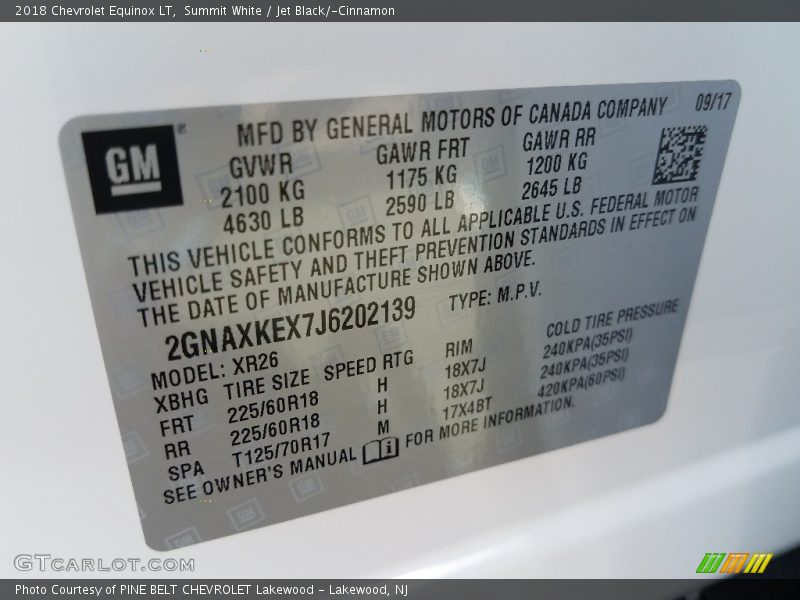 2018 Chevrolet Equinox LT, Summit White / Jet Black/-Cinnamon
GM
MFD BY GENERAL MOTORS OF CANADA COMPANY 09/17
GVWR GAWR FRT GAWR RR
2100 KG 1175 KG 1200 KG
4630 LB 2590 LB 2645 LB
THIS VEHICLE CONFORMS TO ALL APPLICABLE U.S. FEDERAL MOTOR
VEHICLE SAFETY AND THEFT PREVENTION STANDARDS IN EFFECT ON
THE DATE OF MANUFACTURE SHOWN ABOVE.
2GNAXKEX7J6202139 TYPE: M.P.V.
MODEL: XR26
XBHG TIRE SIZE SPEED RTG RIM COLD TIRE PRESSURE
FRT 225/60R18 H 18X7J 240KPA(35PSI)
RR 225/60R18 H 18X7J 240KPA(35PSI)
SPA T125/70R17 M 17X4BT 420KPA(60PSI)
SEE OWNER'S MANUAL FOR MORE INFORMATION.
GTCARLOT.COM
Photo Courtesy of PINE BELT CHEVROLET Lakewood - Lakewood, NJ